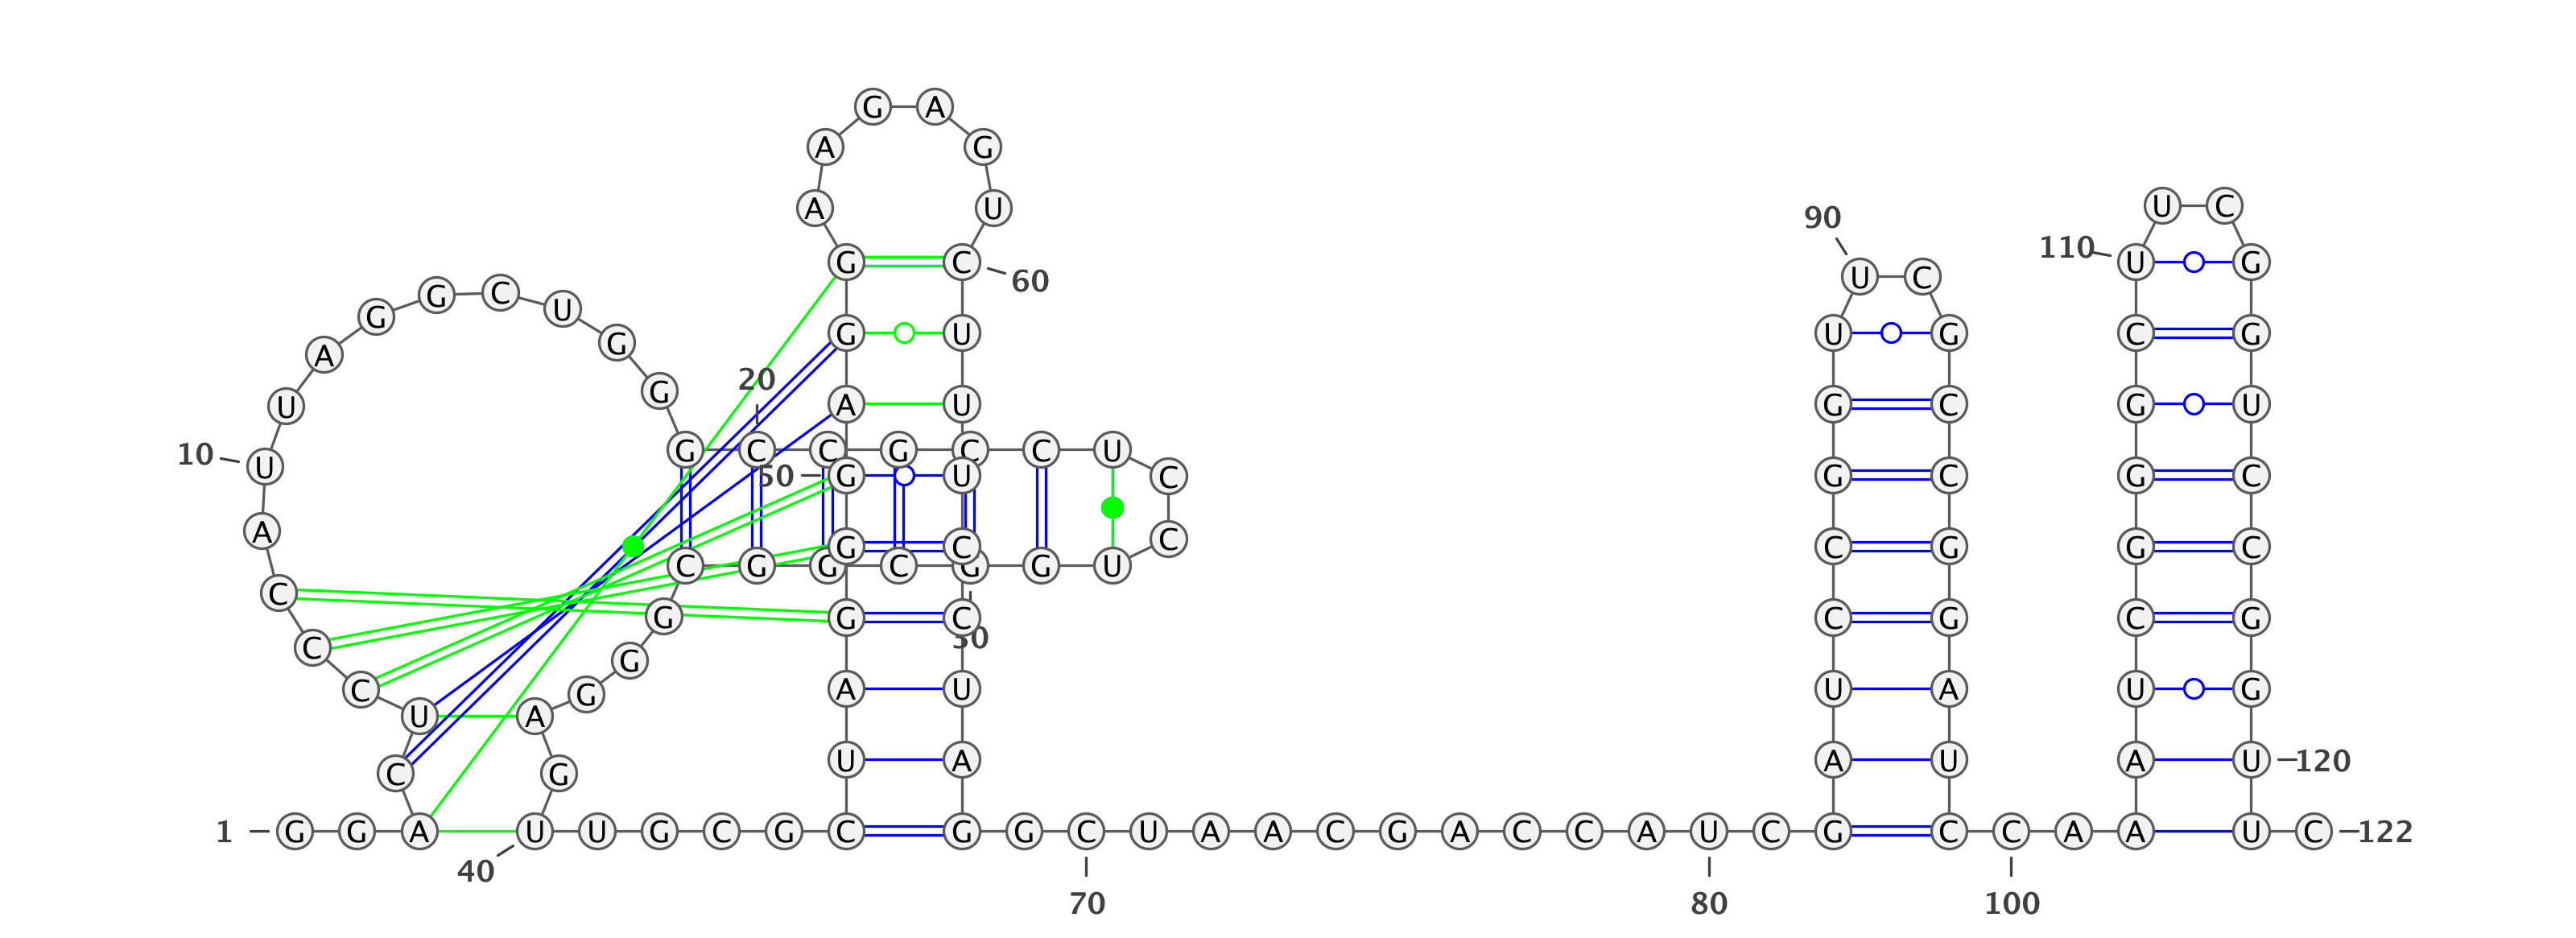 G A
A G
U C
A U
90
110
G C 60 U G
U C
G G C U
G U U G C G
G
A
20
G
U A U G C G U
G C C G C C U
10 U 50 G U C G C G C
A
G C C G G C C
C G G C G G U
C
G G C C G C G
30
C
G
C G A U U A U G
U A
U A A U A U 120
C G
1 G G A U U G C G C G G C U A A C G A C C A U C G C C A A U C 122
40
70 80 100